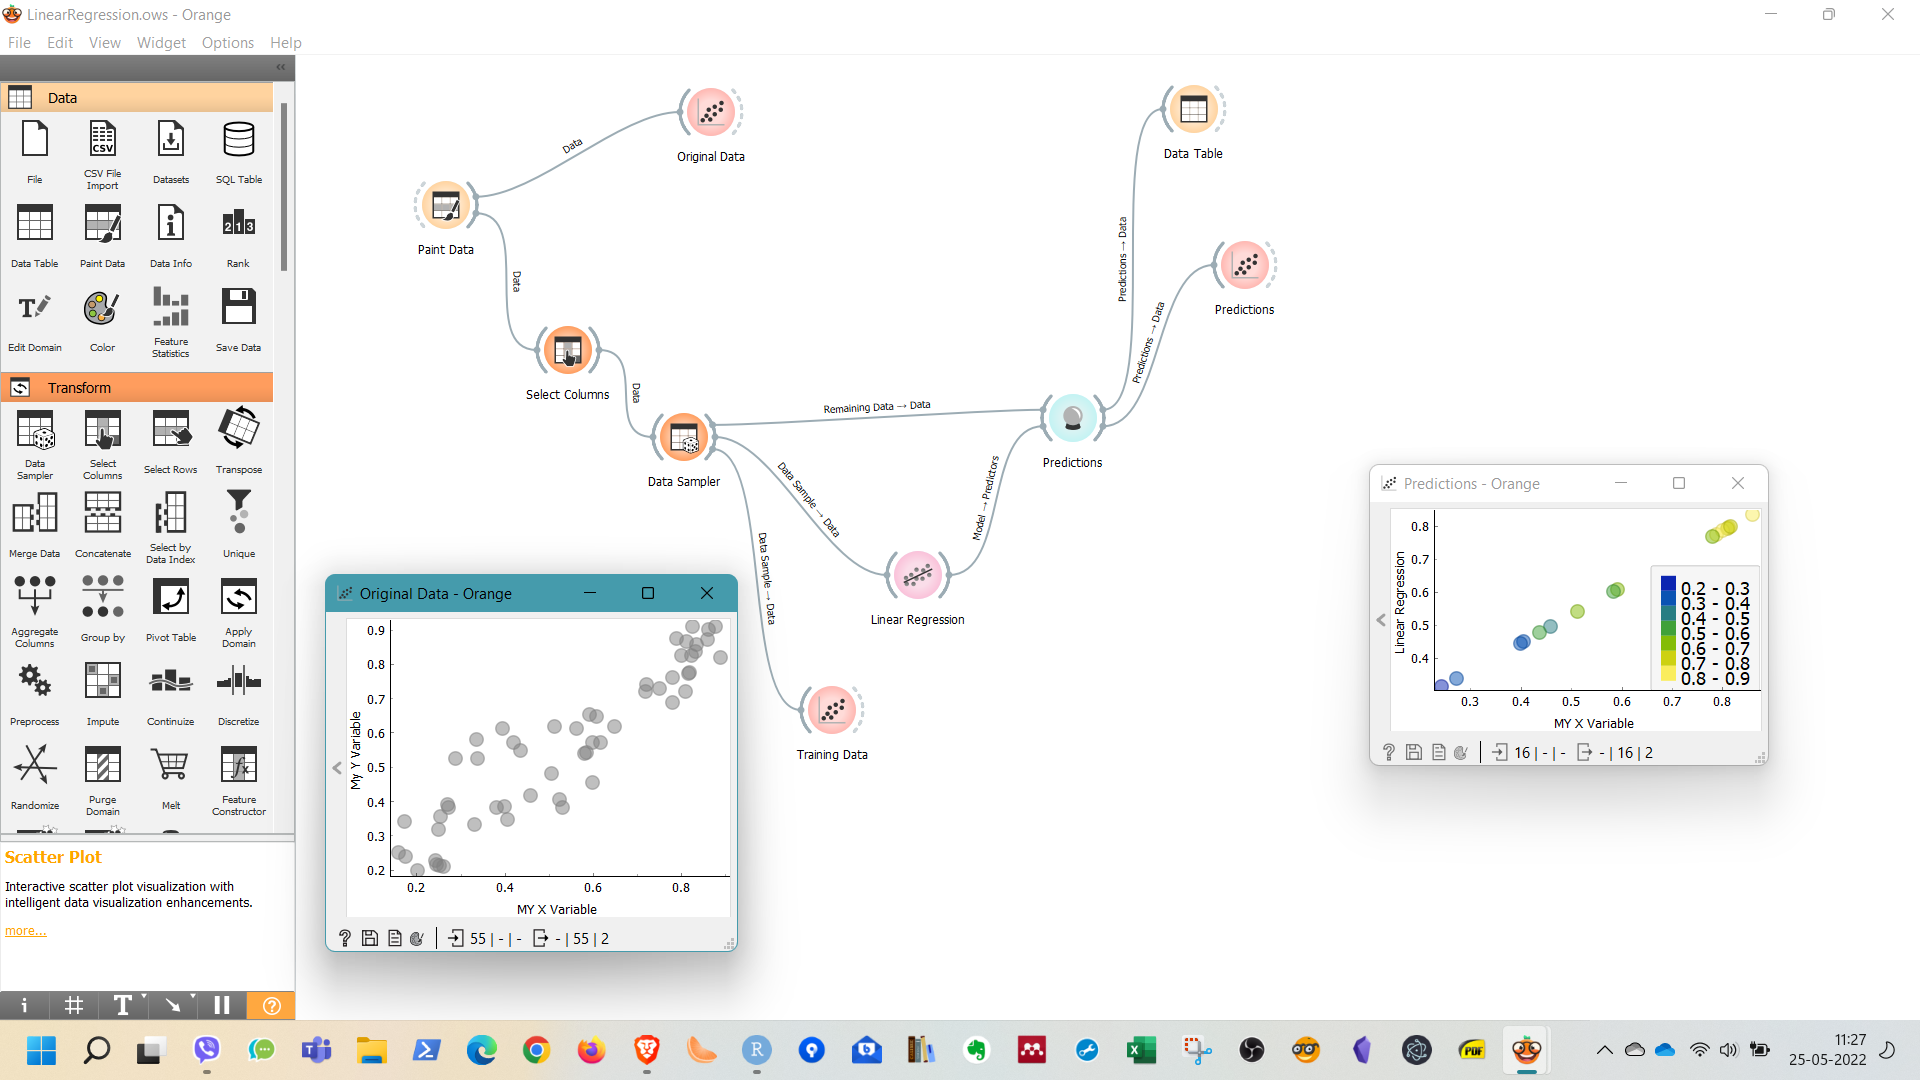 LinearRegression.ows - Orange
File Edit View Widget Options Help
Data
File
CSV File Import
CSV
Datasets
SQL Table
Data Table
Paint Data
Data Info
Rank
Edit Domain
Color
Feature Statistics
Save Data
Transform
Data Sampler
Select Columns
Select Rows
Transpose
Merge Data
Concatenate
Select by Data Index
Unique
Aggregate Columns
Group by
Pivot Table
Apply Domain
Preprocess
Impute
Continuize
Discretize
Randomize
Purge Domain
Melt
Feature Constructor
Scatter Plot
Interactive scatter plot visualization with
intelligent data visualization enhancements.
more...
Paint Data
Data
Original Data
Data
Select Columns
Data
Data Sampler
Remaining Data → Data
Data Sample → Data
Data Sample → Data
Linear Regression
Model → Predictors
Training Data
Predictions
Predictions → Data
Predictions → Data
Data Table
Predictions
Original Data - Orange
My Y Variable
0.9
0.8
0.7
0.6
0.5
0.4
0.3
0.2
0.2 0.4 0.6 0.8
MY X Variable
55 | - | - - | 55 | 2
Predictions - Orange
Linear Regression
0.8
0.7
0.6
0.5
0.4
0.3 0.4 0.5 0.6 0.7 0.8
MY X Variable
0.2 - 0.3
0.3 - 0.4
0.4 - 0.5
0.5 - 0.6
0.6 - 0.7
0.7 - 0.8
0.8 - 0.9
16 | - | - - | 16 | 2
PDF
11:27
25-05-2022